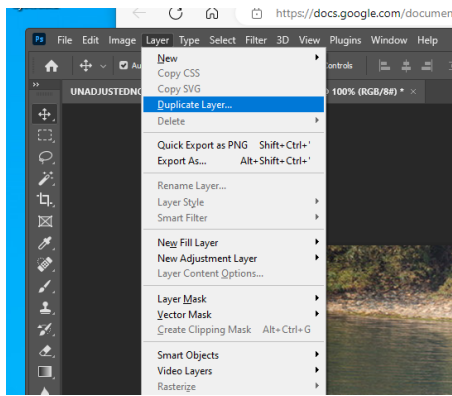 https://docs.google.com/documen
Ps File Edit Image Layer Type Select Filter 3D View Plugins Window Help
Au
Controls
UNADJUSTEDNO
100% (RGB/8#) * ×
New
Copy CSS
Copy SVG
Duplicate Layer...
Delete
Quick Export as PNG Shift+Ctrl+'
Export As... Alt+Shift+Ctrl+'
Rename Layer...
Layer Style
Smart Filter
New Fill Layer
New Adjustment Layer
Layer Content Options...
Layer Mask
Vector Mask
Create Clipping Mask Alt+Ctrl+G
Smart Objects
Video Layers
Rasterize